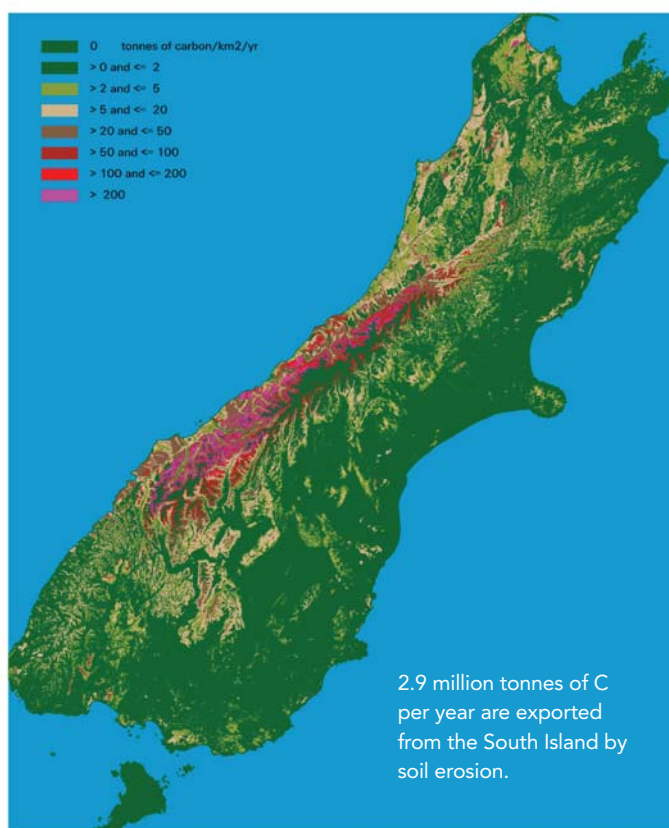 0 tonnes of carbon/km2/yr
> 0 and <= 2
> 2 and <= 5
> 5 and <= 20
> 20 and <= 50
> 50 and <= 100
> 100 and <= 200
> 200
2.9 million tonnes of C
per year are exported
from the South Island by
soil erosion.